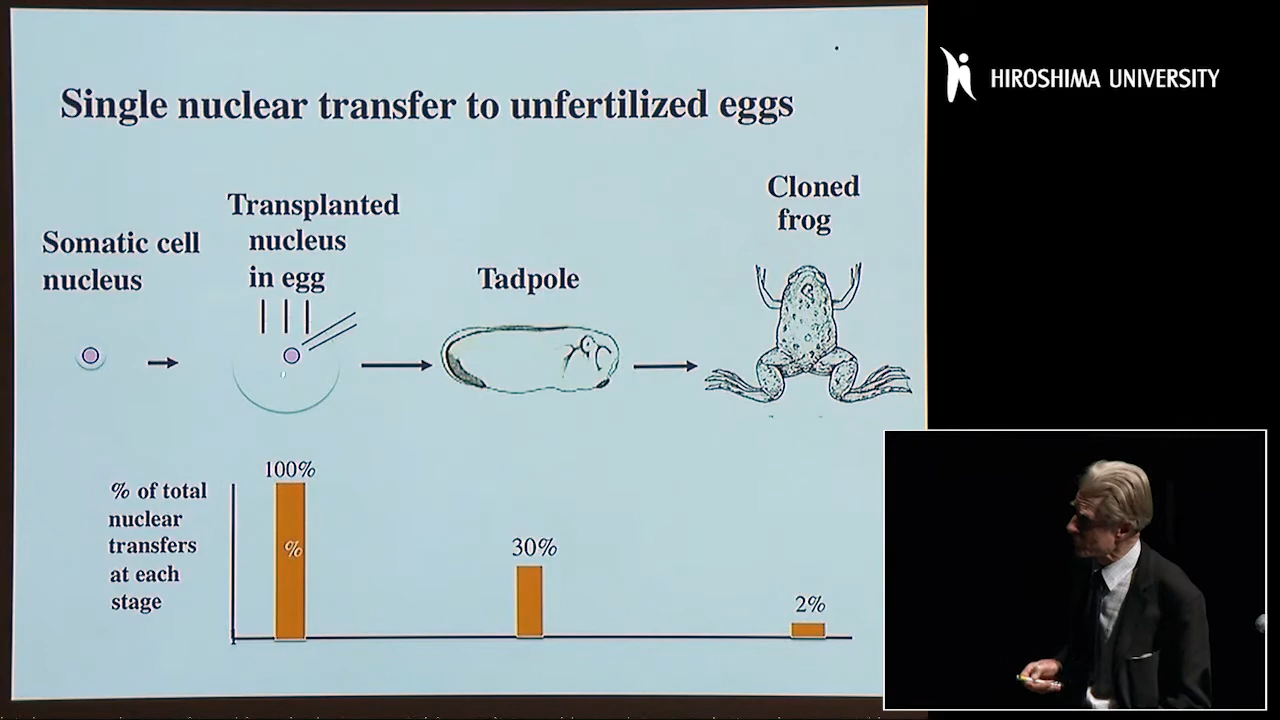 Single nuclear transfer to unfertilized eggs
HIROSHIMA UNIVERSITY
Somatic cell
nucleus
Transplanted
nucleus
in egg
Tadpole
Cloned
frog
% of total
nuclear
transfers
at each
stage
100%
%
30%
2%